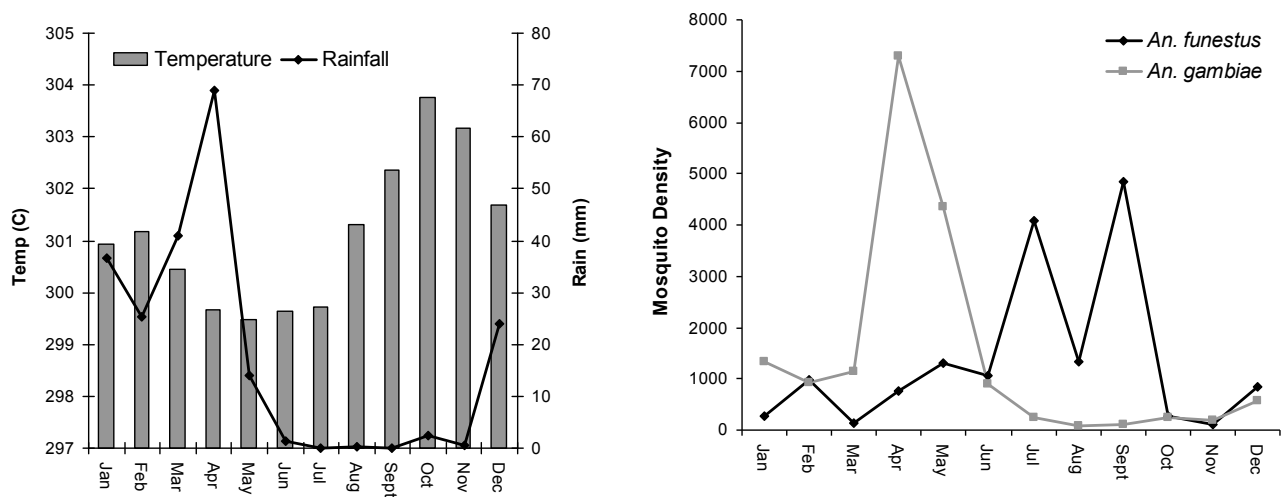 305
304
303
302
301
300
299
298
297
Temp (C)
Temperature
Rainfall
80
70
60
50
40
30
20
10
0
Rain (mm)
Jan
Feb
Mar
Apr
May
Jun
Jul
Aug
Sept
Oct
Nov
Dec
8000
7000
6000
5000
4000
3000
2000
1000
0
Mosquito Density
An. funestus
An. gambiae
Jan
Feb
Mar
Apr
May
Jun
Jul
Aug
Sept
Oct
Nov
Dec